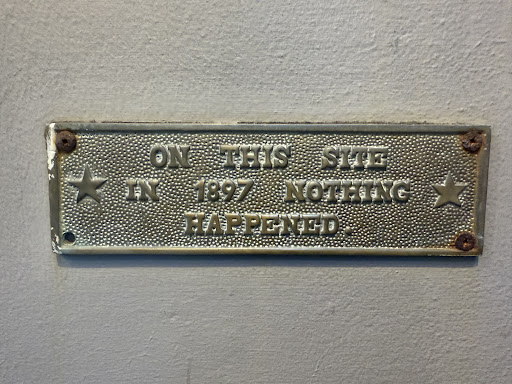 ON THIS SITE
IN 1897 NOTHING
HAPPENED.